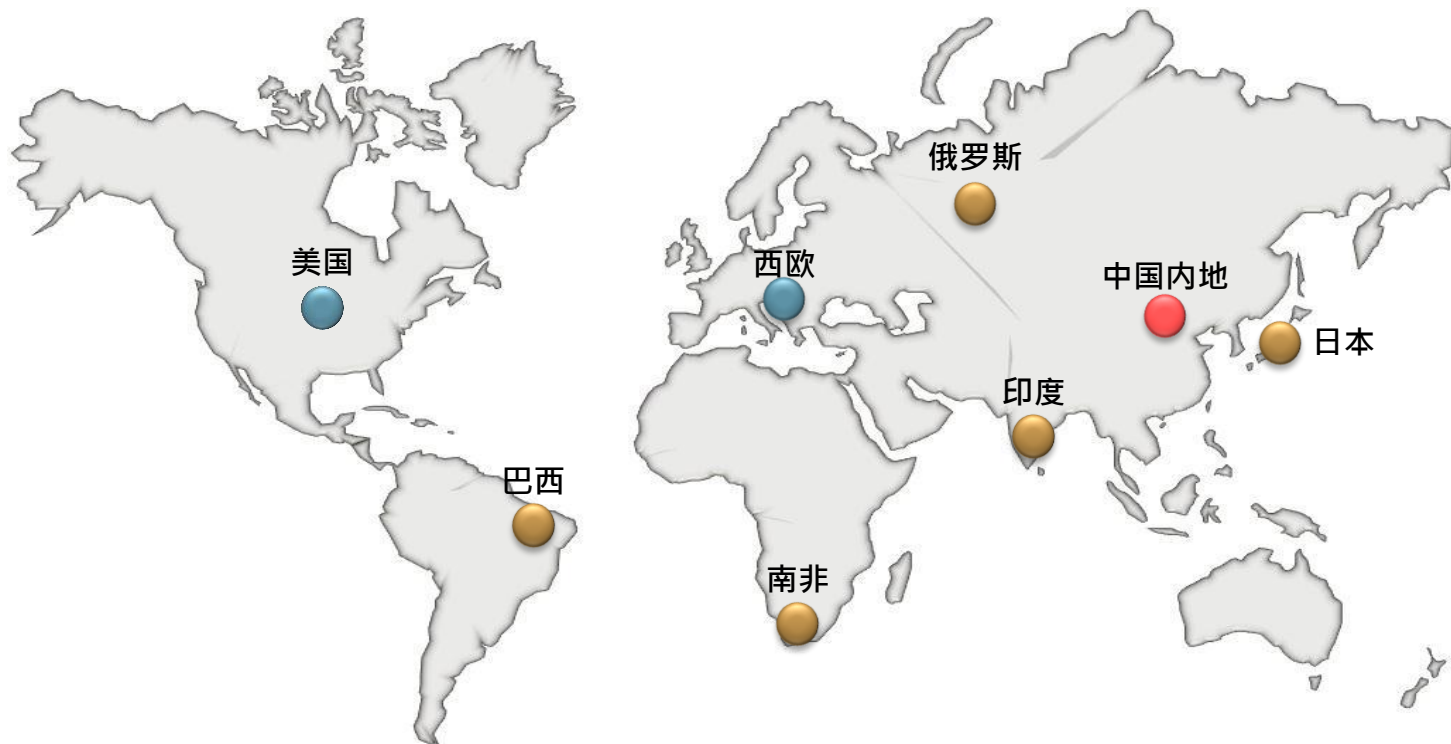 俄罗斯
美国
西欧
中国内地
日本
印度
巴西
南非